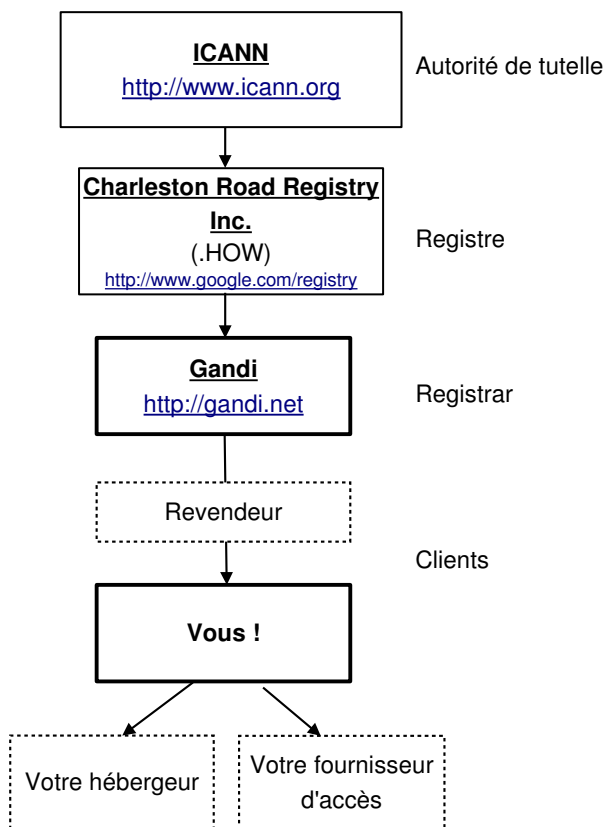 ICANN
http://www.icann.org
Autorité de tutelle
Charleston Road Registry
Inc.
(.HOW)
http://www.google.com/registry
Registre
Gandi
http://gandi.net
Registrar
Revendeur
Clients
Vous !
Votre hébergeur
Votre fournisseur
d'accès